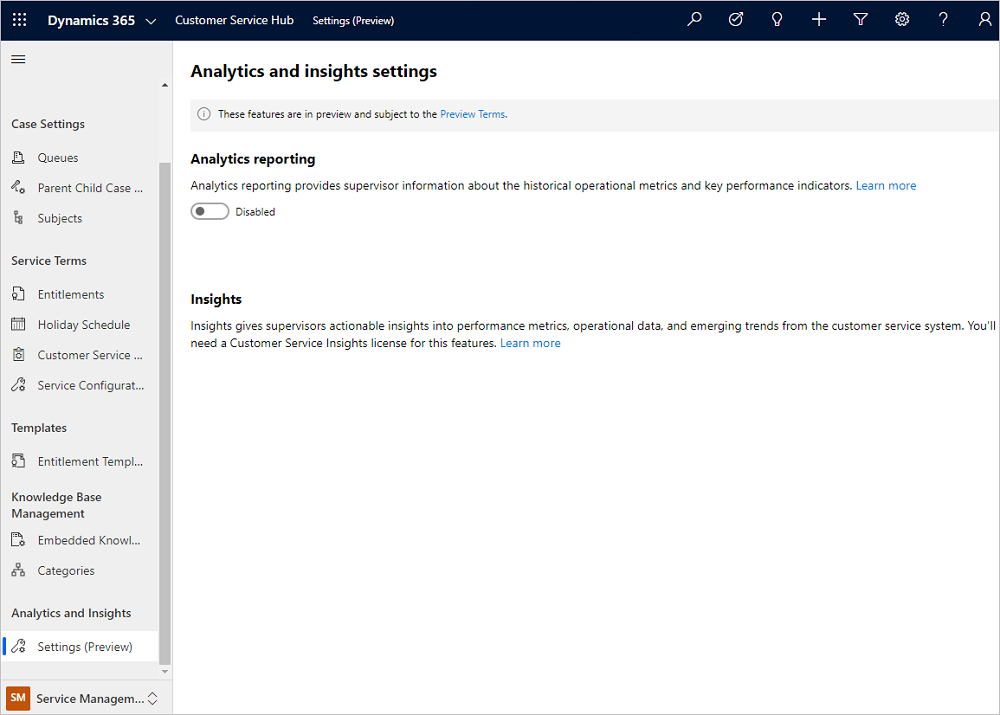 Dynamics 365 Customer Service Hub Settings (Preview)
Analytics and insights settings
These features are in preview and subject to the Preview Terms.
Analytics reporting
Analytics reporting provides supervisor information about the historical operational metrics and key performance indicators. Learn more
Disabled
Insights
Insights gives supervisors actionable insights into performance metrics, operational data, and emerging trends from the customer service system. You'll
need a Customer Service Insights license for this features. Learn more
Case Settings
Queues
Parent Child Case ...
Subjects
Service Terms
Entitlements
Holiday Schedule
Customer Service ...
Service Configurat...
Templates
Entitlement Templ...
Knowledge Base
Management
Embedded Knowl...
Categories
Analytics and Insights
Settings (Preview)
SM Service Managem...